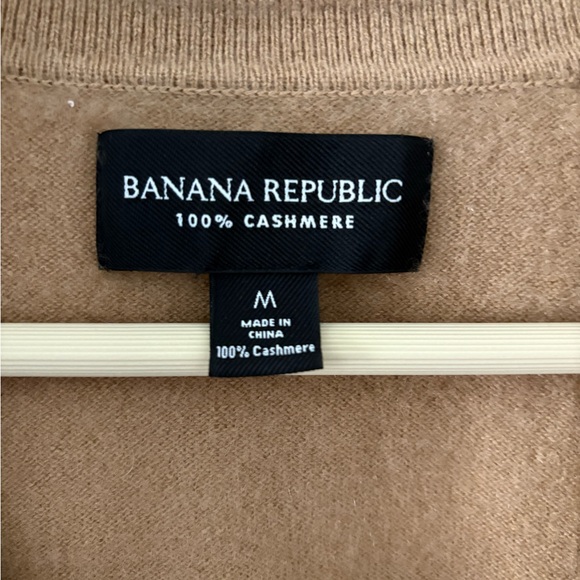 BANANA REPUBLIC
100% CASHMERE
M
MADE IN
CHINA
100% Cashmere